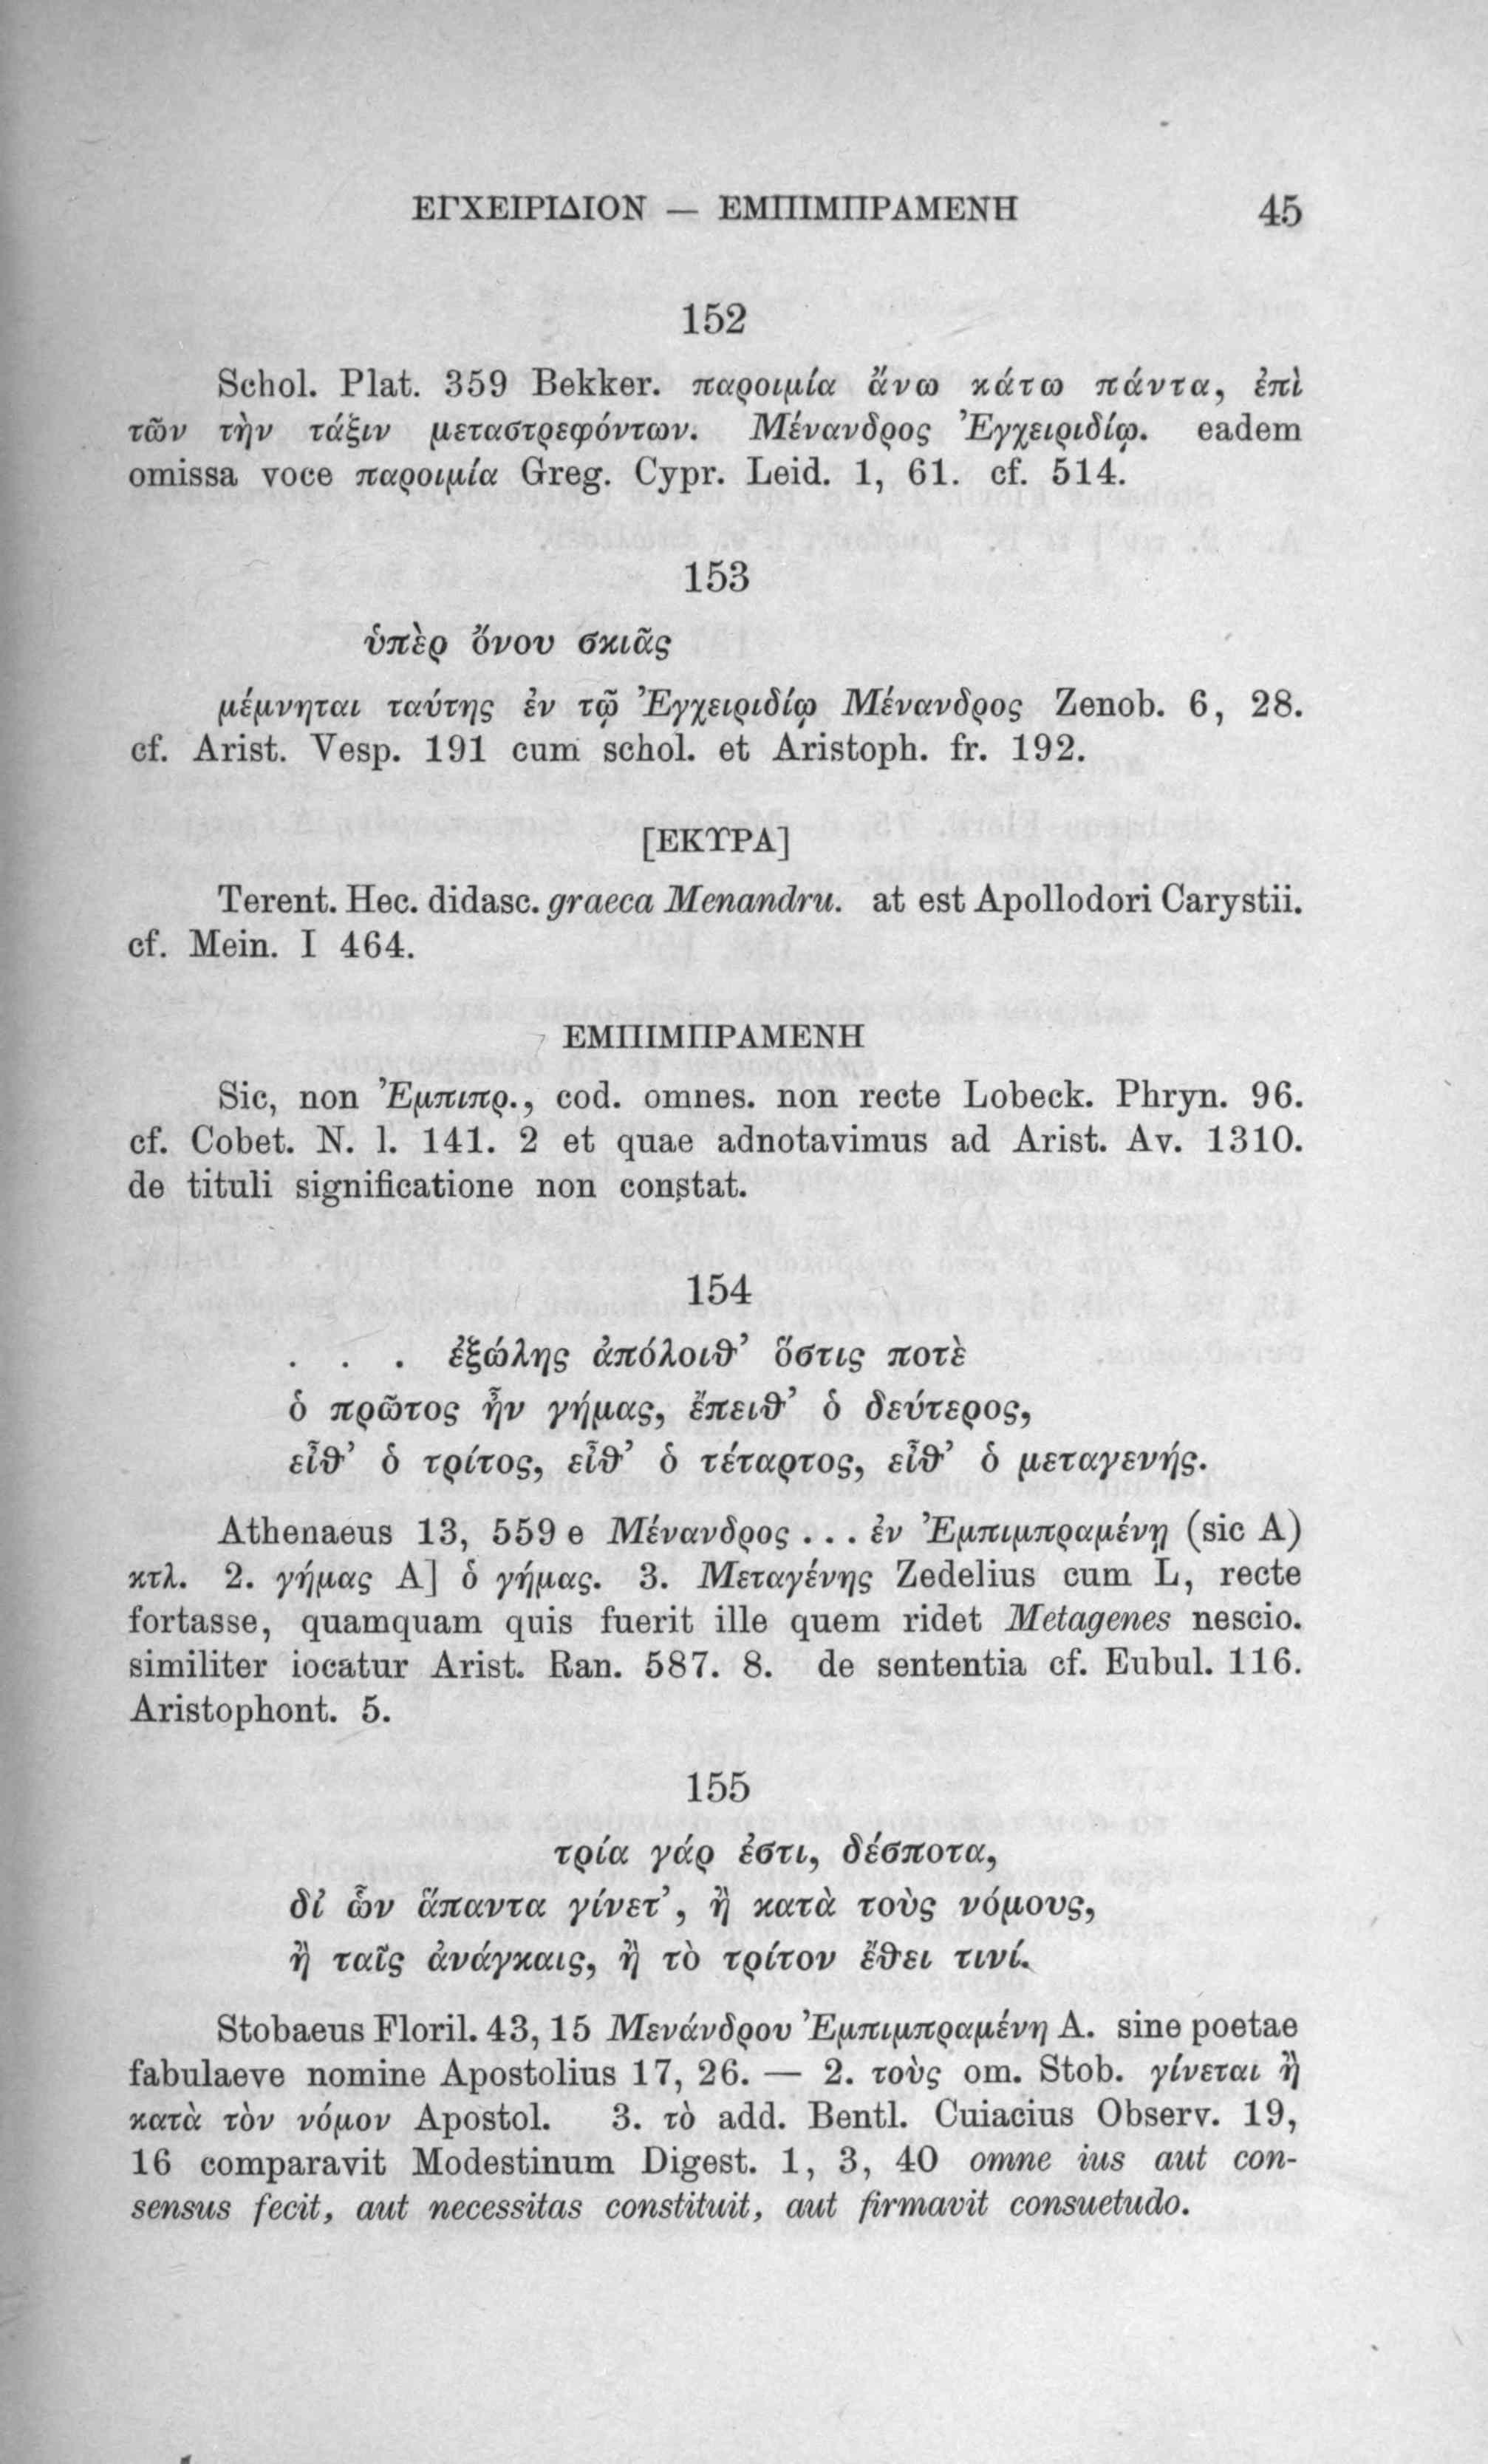 ΕΓΧΕΙΡΙΔΙΟΝ — ΕΜΠΙΜΠΡΑΜΕΝΗ 45
152
Schol. Plat. 359 Bekker. παροιμία ἄνω κάτω πάντα, ἐπὶ
τῶν τὴν τάξιν μεταστρεφόντων. Μένανδρος Ἐγχειριδίῳ. eadem
omissa voce παροιμία Greg. Cypr. Leid. 1, 61. cf. 514.
153
ὑπὲρ ὄνου σκιᾶς
μέμνηται ταύτης ἐν τῷ Ἐγχειριδίῳ Μένανδρος Zenob. 6, 28.
cf. Arist. Vesp. 191 cum schol. et Aristoph. fr. 192.
[ΕΚΥΡΑ]
Terent. Hec. didasc. graeca Menandru. at est Apollodori Carystii.
cf. Mein. I 464.
ΕΜΠΙΜΠΡΑΜΕΝΗ
Sic, non Ἐμπιπρ., cod. omnes. non recte Lobeck. Phryn. 96.
cf. Cobet. N. l. 141. 2 et quae adnotavimus ad Arist. Av. 1310.
de tituli significatione non constat.
154
. . . ἐξώλης ἀπόλοιθ’ ὅστις ποτὲ
ὁ πρῶτος ἦν γήμας, ἔπειθ’ ὁ δεύτερος,
εἶθ’ ὁ τρίτος, εἶθ’ ὁ τέταρτος, εἶθ’ ὁ μεταγενής.
Athenaeus 13, 559 e Μένανδρος ... ἐν Ἐμπιμπραμένῃ (sic A)
κτλ. 2. γήμας A] ὁ γήμας. 3. Μεταγένης Zedelius cum L, recte
fortasse, quamquam quis fuerit ille quem ridet Metagenes nescio.
similiter iocatur Arist. Ran. 587. 8. de sententia cf. Eubul. 116.
Aristophont. 5.
155
τρία γάρ ἐστι, δέσποτα,
δι’ ὧν ἅπαντα γίνετ’, ἢ κατὰ τοὺς νόμους,
ἢ ταῖς ἀνάγκαις, ἢ τὸ τρίτον ἔθει τινί.
Stobaeus Floril. 43, 15 Μενάνδρου Ἐμπιμπραμένη A. sine poetae
fabulaeve nomine Apostolius 17, 26. — 2. τοὺς om. Stob. γίνεται ἢ
κατὰ τὸν νόμον Apostol. 3. τὸ add. Bentl. Cuiacius Observ. 19,
16 comparavit Modestinum Digest. 1, 3, 40 omne ius aut con-
sensus fecit, aut necessitas constituit, aut firmavit consuetudo.